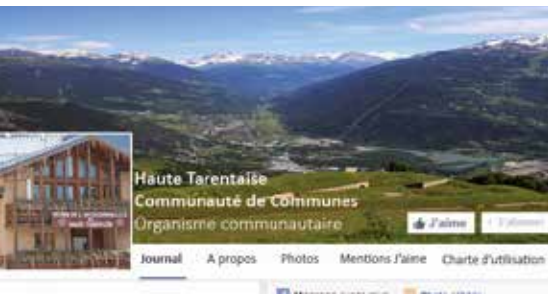 Haute Tarentaise
Communauté de Communes
Organisme communautaire
J'aime
Journal A propos Photos Mentions J'aime Charte d'utilisation